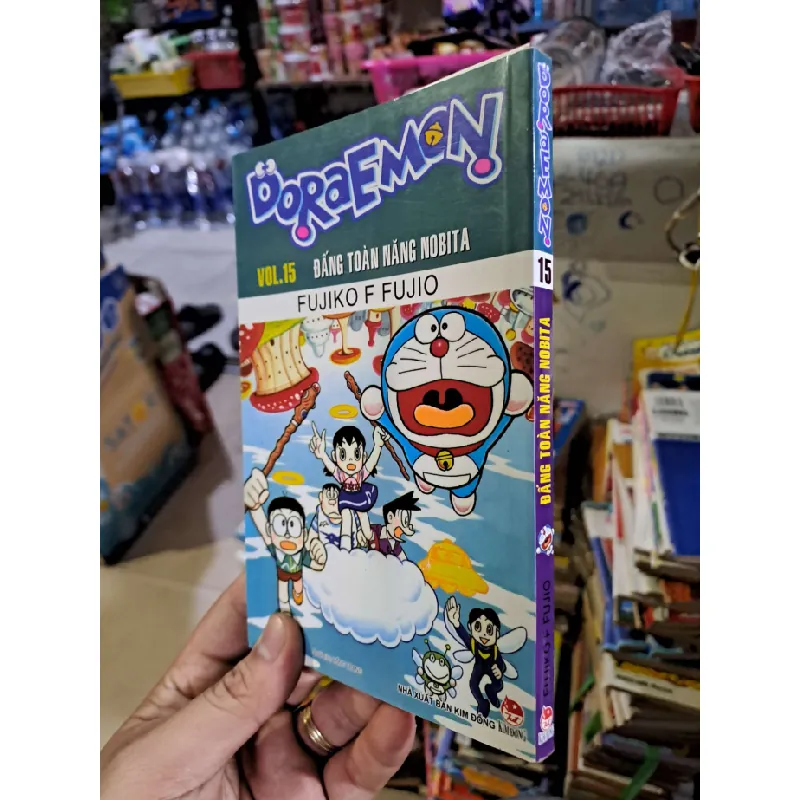 DORAEMON
VOL.15 ĐẤNG TOÀN NĂNG NOBITA
FUJIKO F FUJIO
NHÀ XUẤT BẢN KIM ĐỒNG
DORAEMON
15
ĐẤNG TOÀN NĂNG NOBITA
FUJIKO F FUJIO